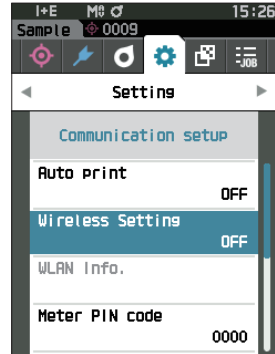 I+E M0 15:26
Sample 0009
JOB
Setting
Communication setup
Auto print
OFF
Wireless Setting
OFF
WLAN Info.
Meter PIN code
0000